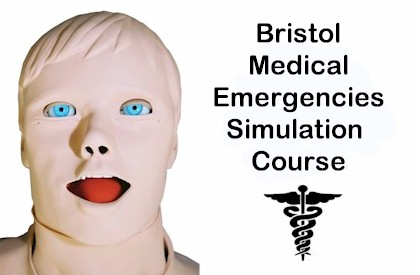 Bristol
Medical
Emergencies
Simulation
Course